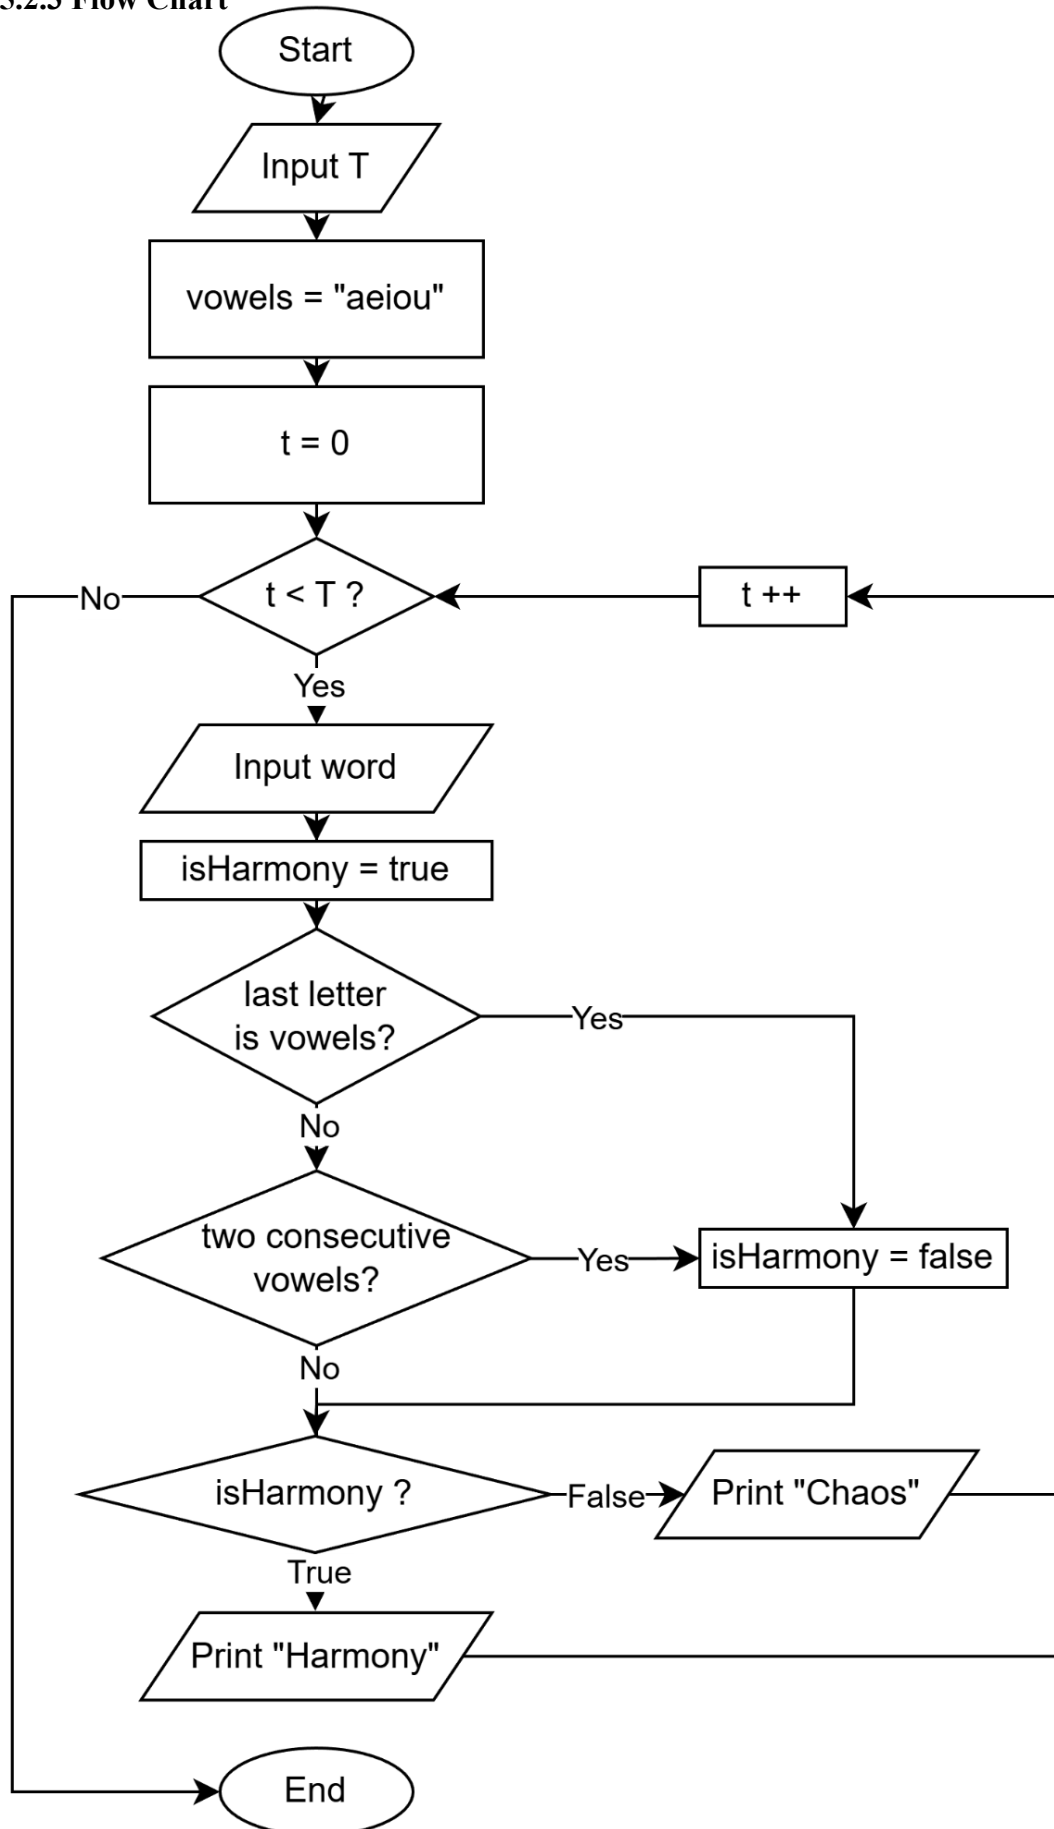 5.2.3 Flow Chart
Start
Input T
vowels = "aeiou"
t = 0
t < T ?
No
t ++
Yes
Input word
isHarmony = true
last letter
is vowels?
Yes
No
two consecutive
vowels?
Yes
isHarmony = false
No
isHarmony ?
False
Print "Chaos"
True
Print "Harmony"
End